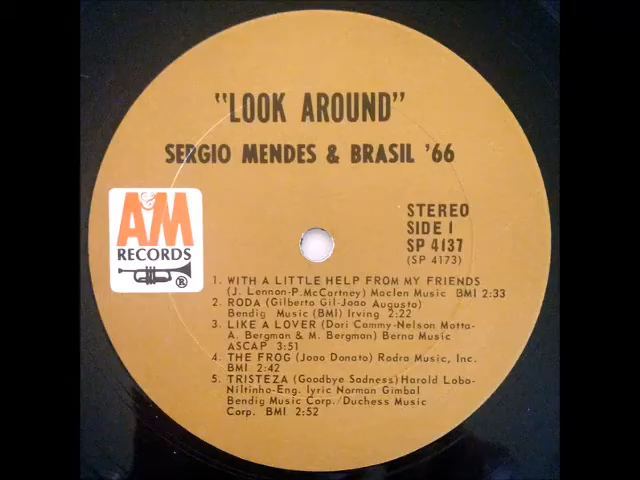 "LOOK AROUND"
SERGIO MENDES & BRASIL '66
A&M
RECORDS
®
STEREO
SIDE 1
SP 4137
(SP 4173)
1. WITH A LITTLE HELP FROM MY FRIENDS
(J. Lennon-P. McCartney) Maclen Music BMI 2:33
2. RODA (Gilberto Gil-Joao Augusto)
Bendig Music (BMI) Irving 2:22
3. LIKE A LOVER (Dori Cammy-Nelson Motta-
A. Bergman & M. Bergman) Berna Music
ASCAP 3:51
4. THE FROG (Joao Donato) Rodra Music, Inc.
BMI 2:42
5. TRISTEZA (Goodbye Sadness) Harold Lobo-
Niltinho-Eng. lyric Norman Gimbal
Bendig Music Corp./Duchess Music
Corp. BMI 2:52